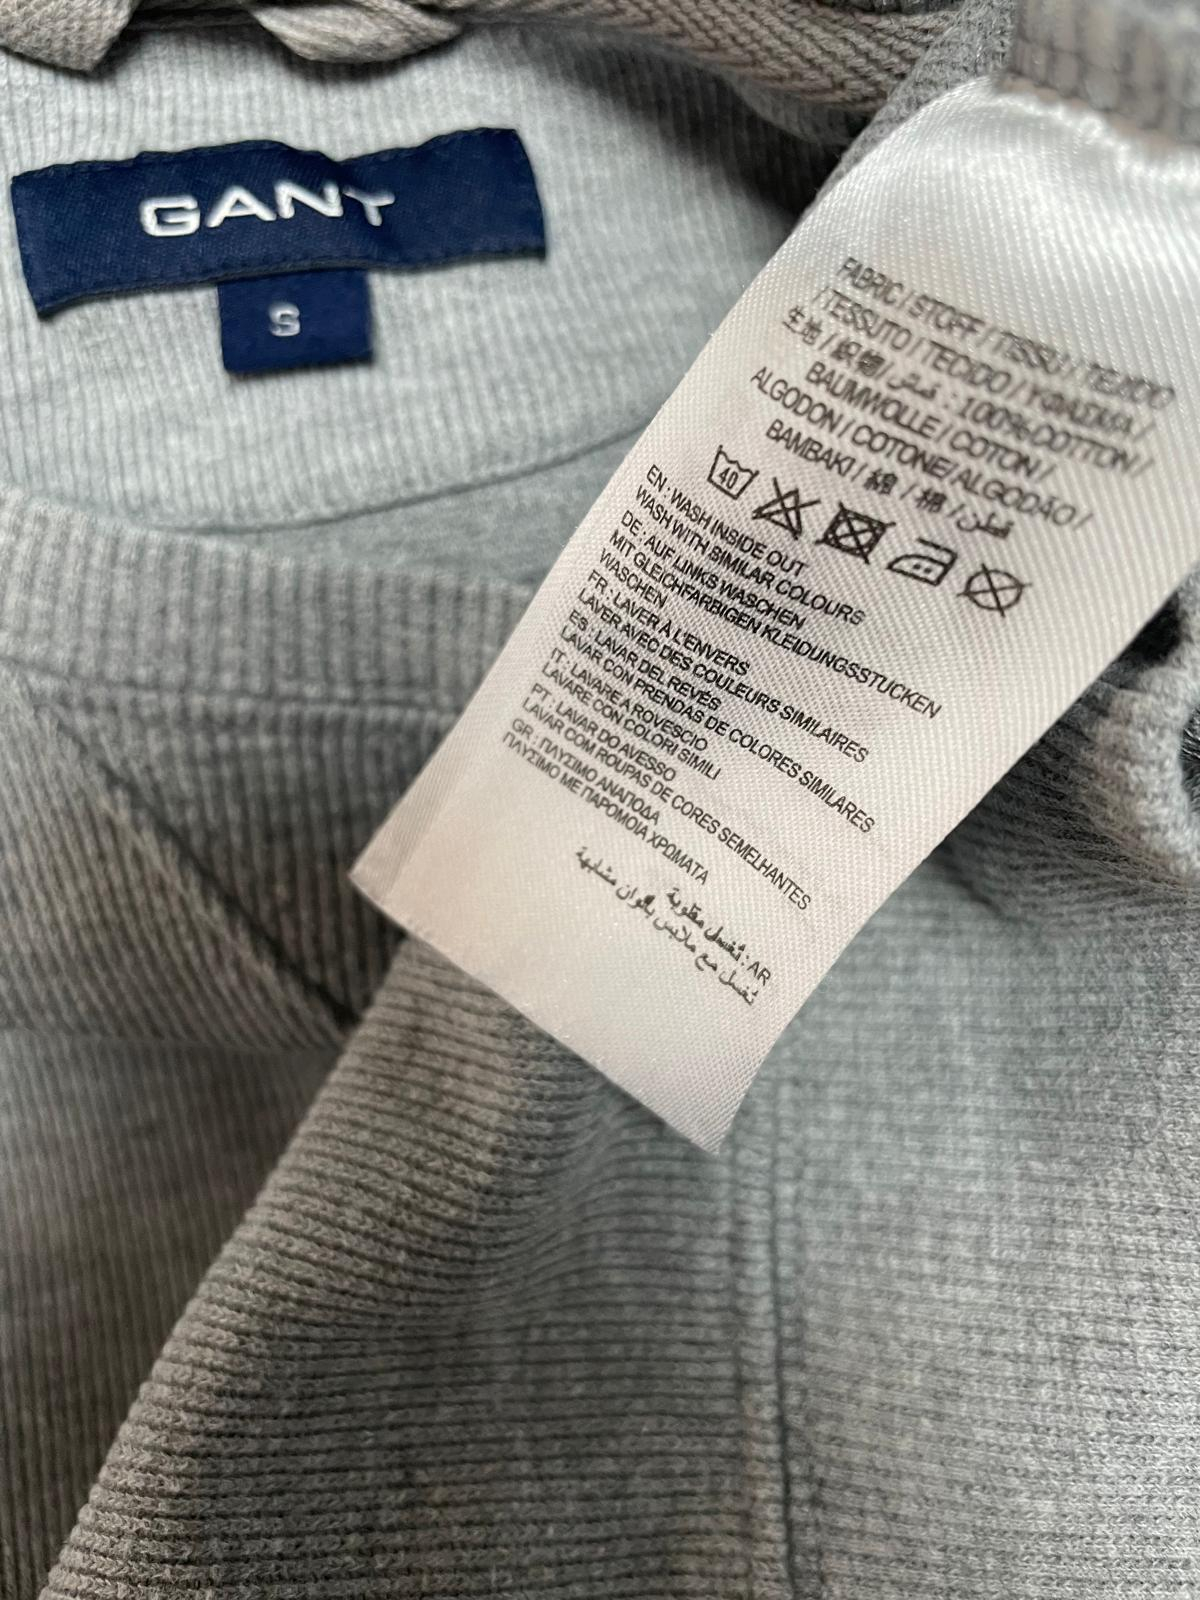 GANT
S
FABRIC / STOFF / TISSU / TEJIDO
/ TESSUTO / TECIDO / ΥΦΑΣΜΑ /
生地 / 織物 / قماش : 100% COTTON /
BAUMWOLLE / COTON /
ALGODON / COTONE/ ALGODÃO /
BAMBAKI / 綿 / 棉 / قطن
40
EN : WASH INSIDE OUT
WASH WITH SIMILAR COLOURS
DE : AUF LINKS WASCHEN
MIT GLEICHFARBIGEN KLEIDUNGSSTUCKEN
WASCHEN
FR : LAVER À L'ENVERS
LAVER AVEC DES COULEURS SIMILAIRES
ES : LAVAR DEL REVÉS
LAVAR CON PRENDAS DE COLORES SIMILARES
IT : LAVARE A ROVESCIO
LAVARE CON COLORI SIMILI
PT : LAVAR DO AVESSO
LAVAR COM ROUPAS DE CORES SEMELHANTES
GR : ΠΛΥΣΙΜΟ ΑΝΑΠΟΔΑ
ΠΛΥΣΙΜΟ ΜΕ ΠΑΡΟΜΟΙΑ ΧΡΩΜΑΤΑ
AR : تغسل مقلوبة
تغسل مع ملابس بألوان مشابهة